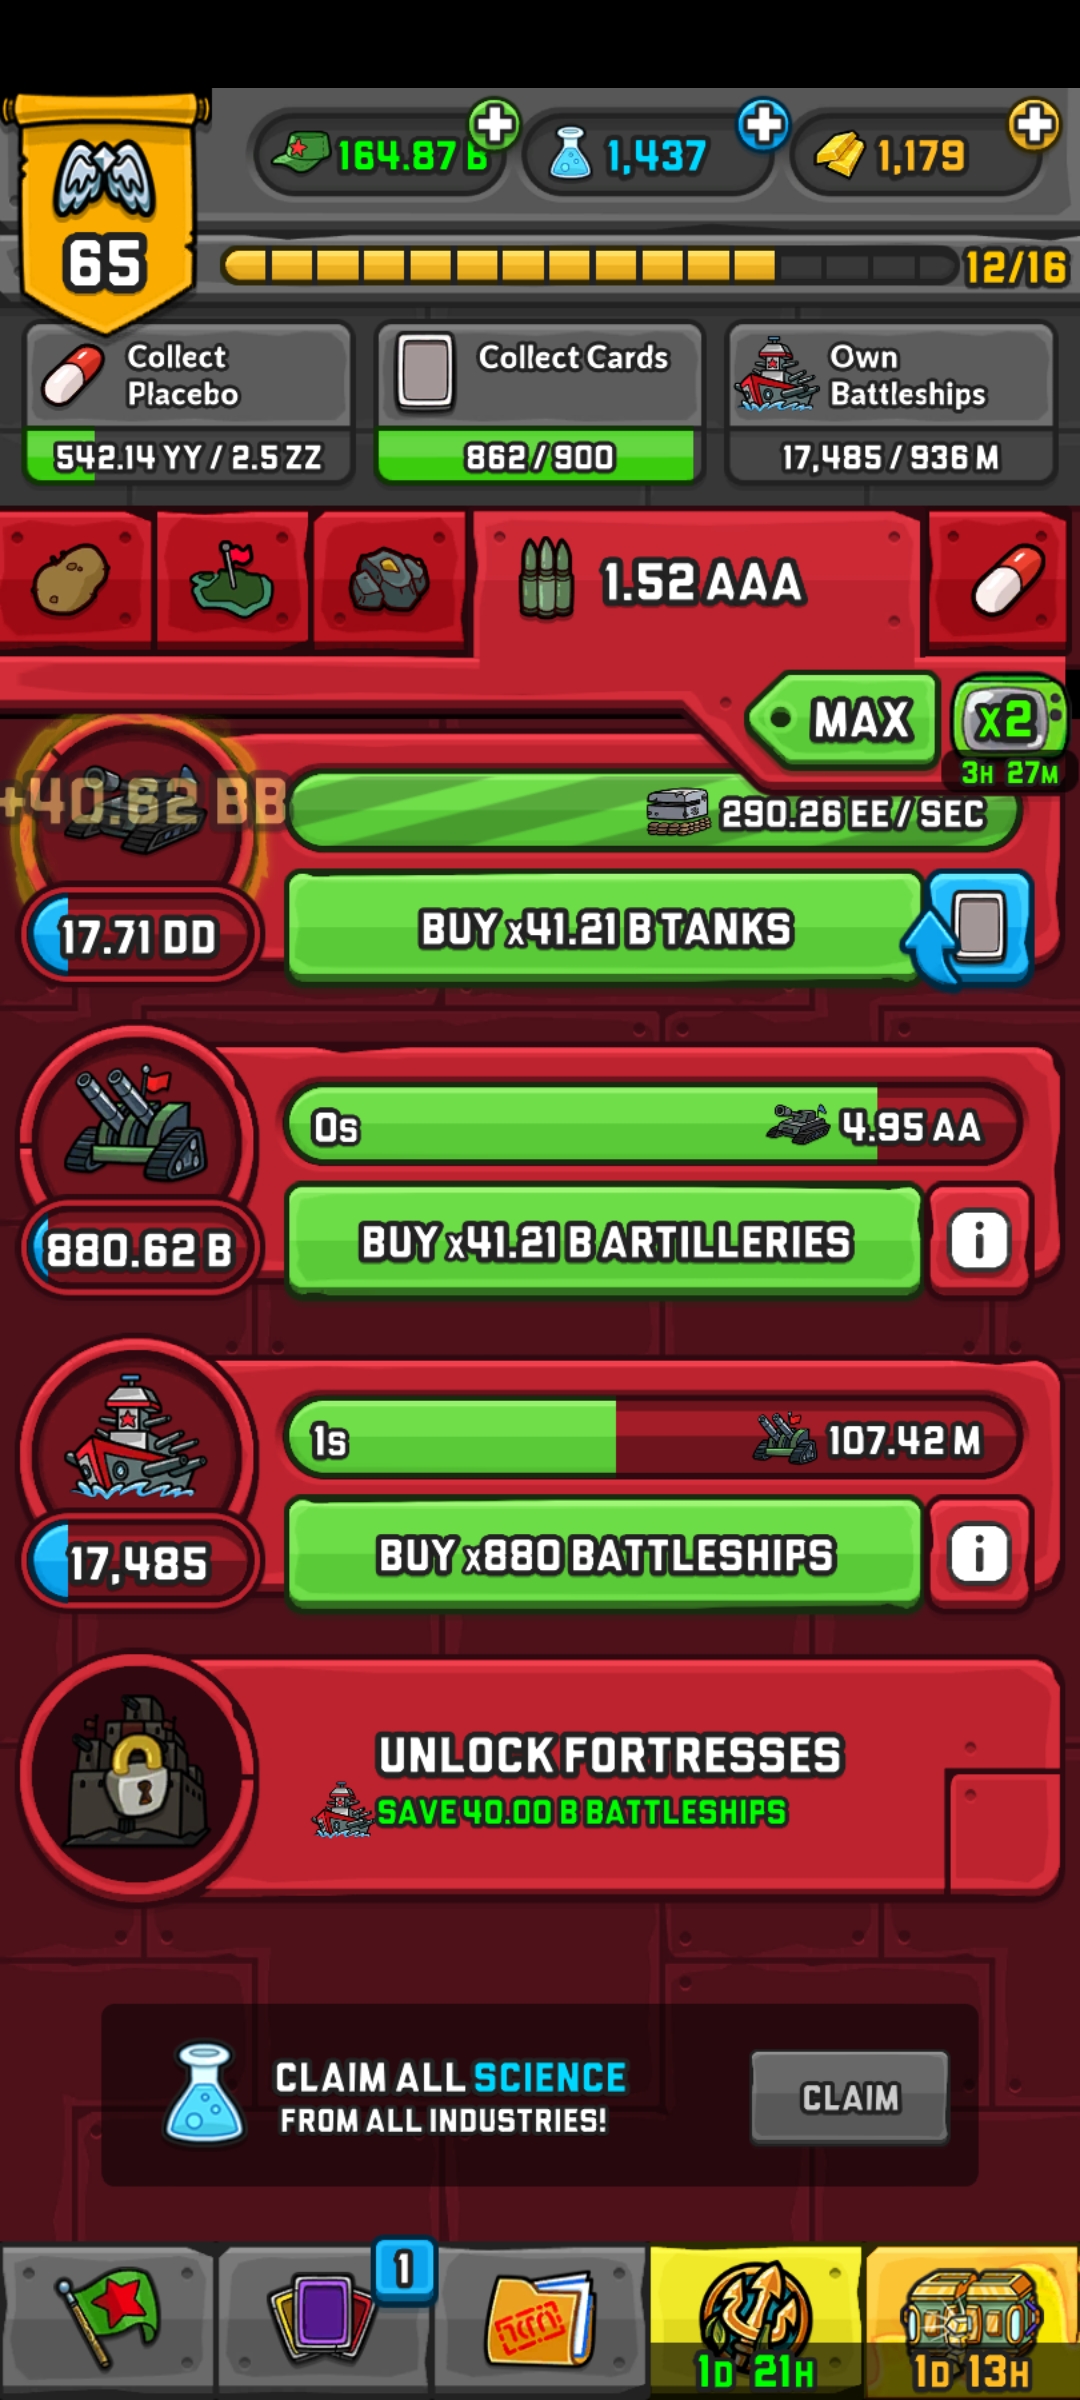 164.87 B
1,437
1,179
65
12/16
Collect
Placebo
542.14 YY / 2.5 ZZ
Collect Cards
862 / 900
Own
Battleships
17,485 / 936 M
1.52 AAA
MAX
x2
3H 27M
+40.62 BB
290.26 EE / SEC
17.71 DD
BUY x41.21 B TANKS
0s
4.95 AA
880.62 B
BUY x41.21 B ARTILLERIES
i
1s
107.42 M
17,485
BUY x880 BATTLESHIPS
i
UNLOCK FORTRESSES
SAVE 40.00 B BATTLESHIPS
CLAIM ALL SCIENCE
FROM ALL INDUSTRIES!
CLAIM
1
1D 21H
1D 13H